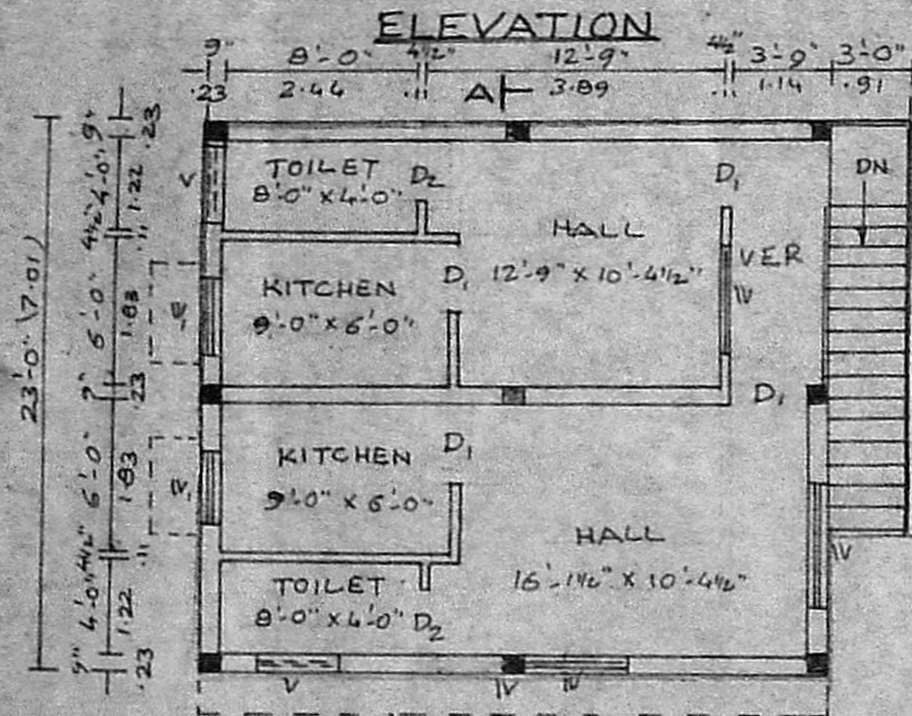 ELEVATION
9" 8'-0" 4½" 12'-9" 4½" 3'-9" 3'-0"
.23 2.44 .11 A 3.89 .11 1.14 .91
TOILET D2
8'-0" x 4'-0"
D1
DN
HALL
12'-9" x 10'-4½"
VER
W
KITCHEN D1
9'-0" x 6'-0"
D1
KITCHEN D1
9'-0" x 6'-0"
HALL
16'-1½" x 10'-4½"
W
TOILET
8'-0" x 4'-0" D2
V
V W W
23'-0" (7.01)
9" 4'-0" 4½" 6'-0" 9" 6'-0" 4½" 4'-0" 9"
.23 1.22 .11 1.83 .23 1.83 .11 1.22 .23